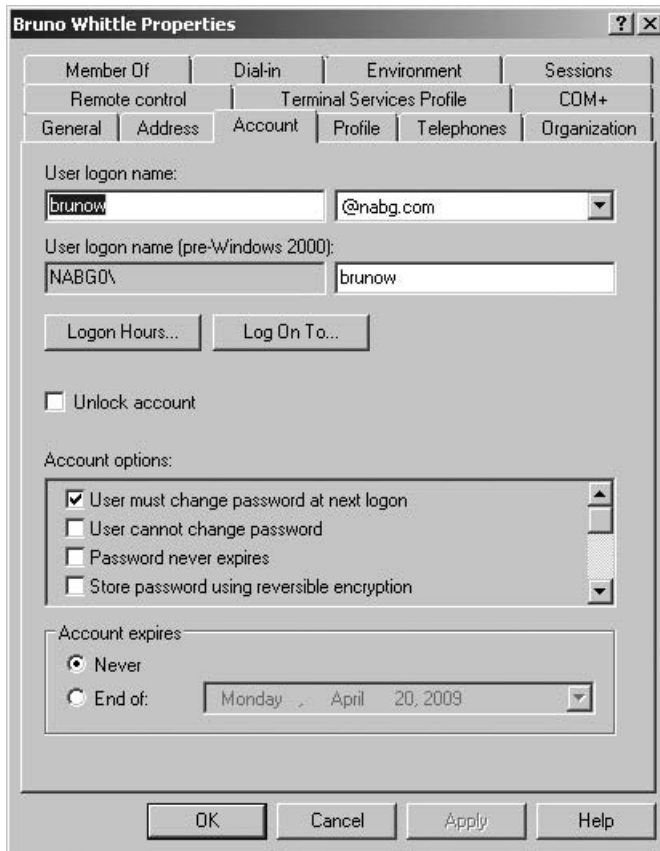 Bruno Whittle Properties
Member Of Dial-in Environment Sessions
Remote control Terminal Services Profile COM+
General Address Account Profile Telephones Organization
User logon name:
brunow @nabg.com
User logon name (pre-Windows 2000):
NABG0\ brunow
Logon Hours... Log On To...
Unlock account
Account options:
User must change password at next logon
User cannot change password
Password never expires
Store password using reversible encryption
Account expires
Never
End of: Monday , April 20, 2009
OK Cancel Apply Help